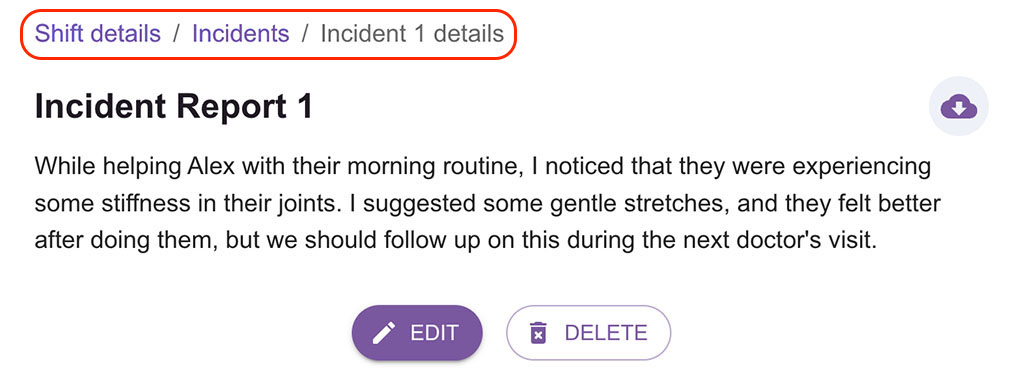 Shift details / Incidents / Incident 1 details
Incident Report 1
While helping Alex with their morning routine, I noticed that they were experiencing
some stiffness in their joints. I suggested some gentle stretches, and they felt better
after doing them, but we should follow up on this during the next doctor's visit.
EDIT DELETE